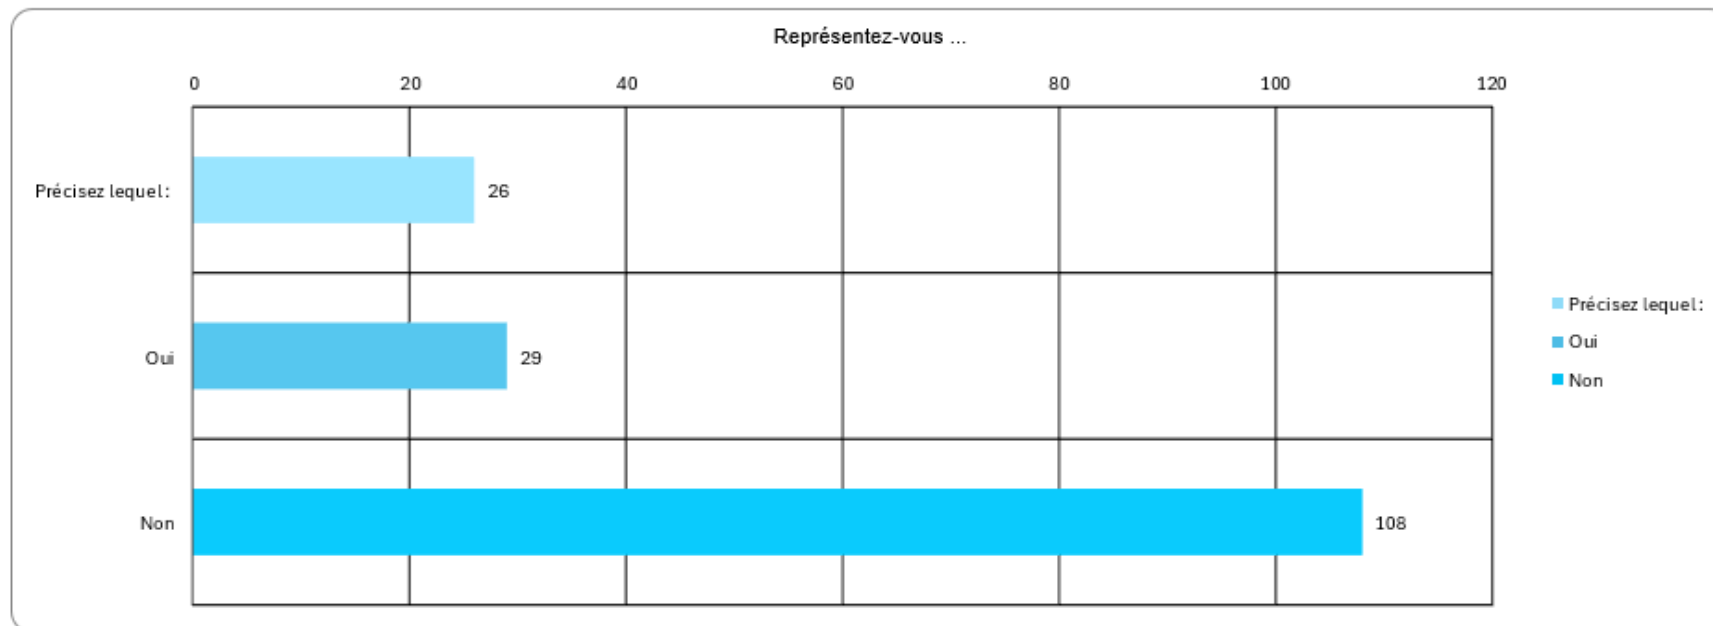 Représentez-vous ...
0 20 40 60 80 100 120
Précisez lequel :
26
Oui
29
Non
108
Précisez lequel :
Oui
Non